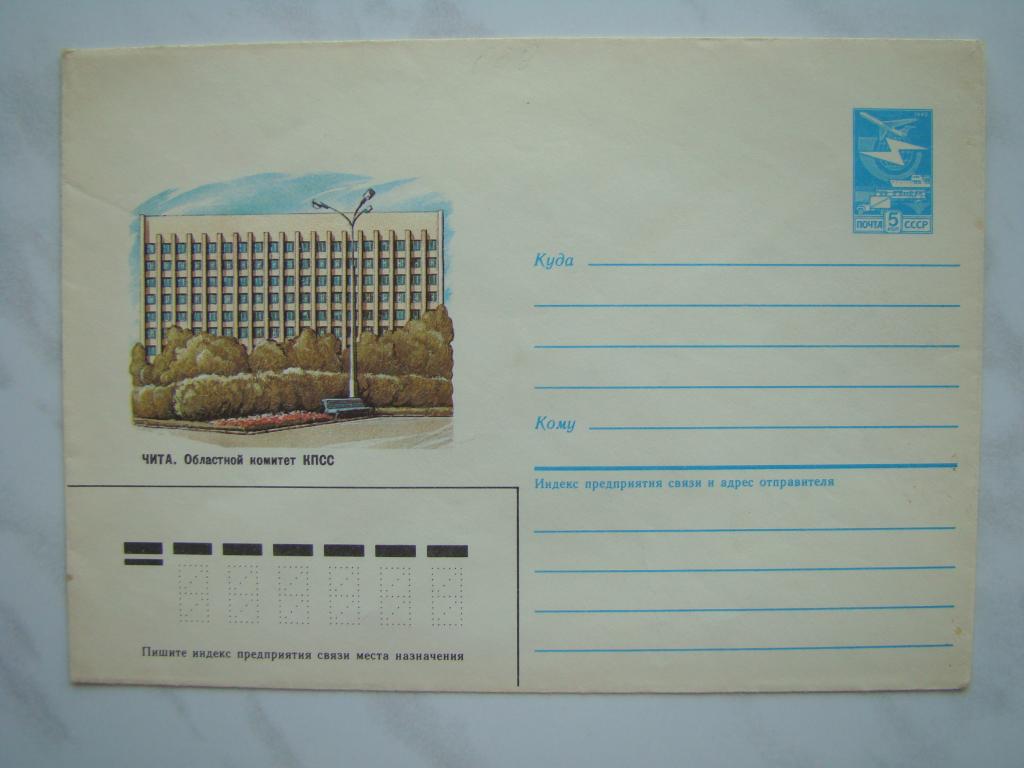 ПОЧТА 5 СССР
Куда
Кому
ЧИТА. Областной комитет КПСС
Индекс предприятия связи и адрес отправителя
Пишите индекс предприятия связи места назначения